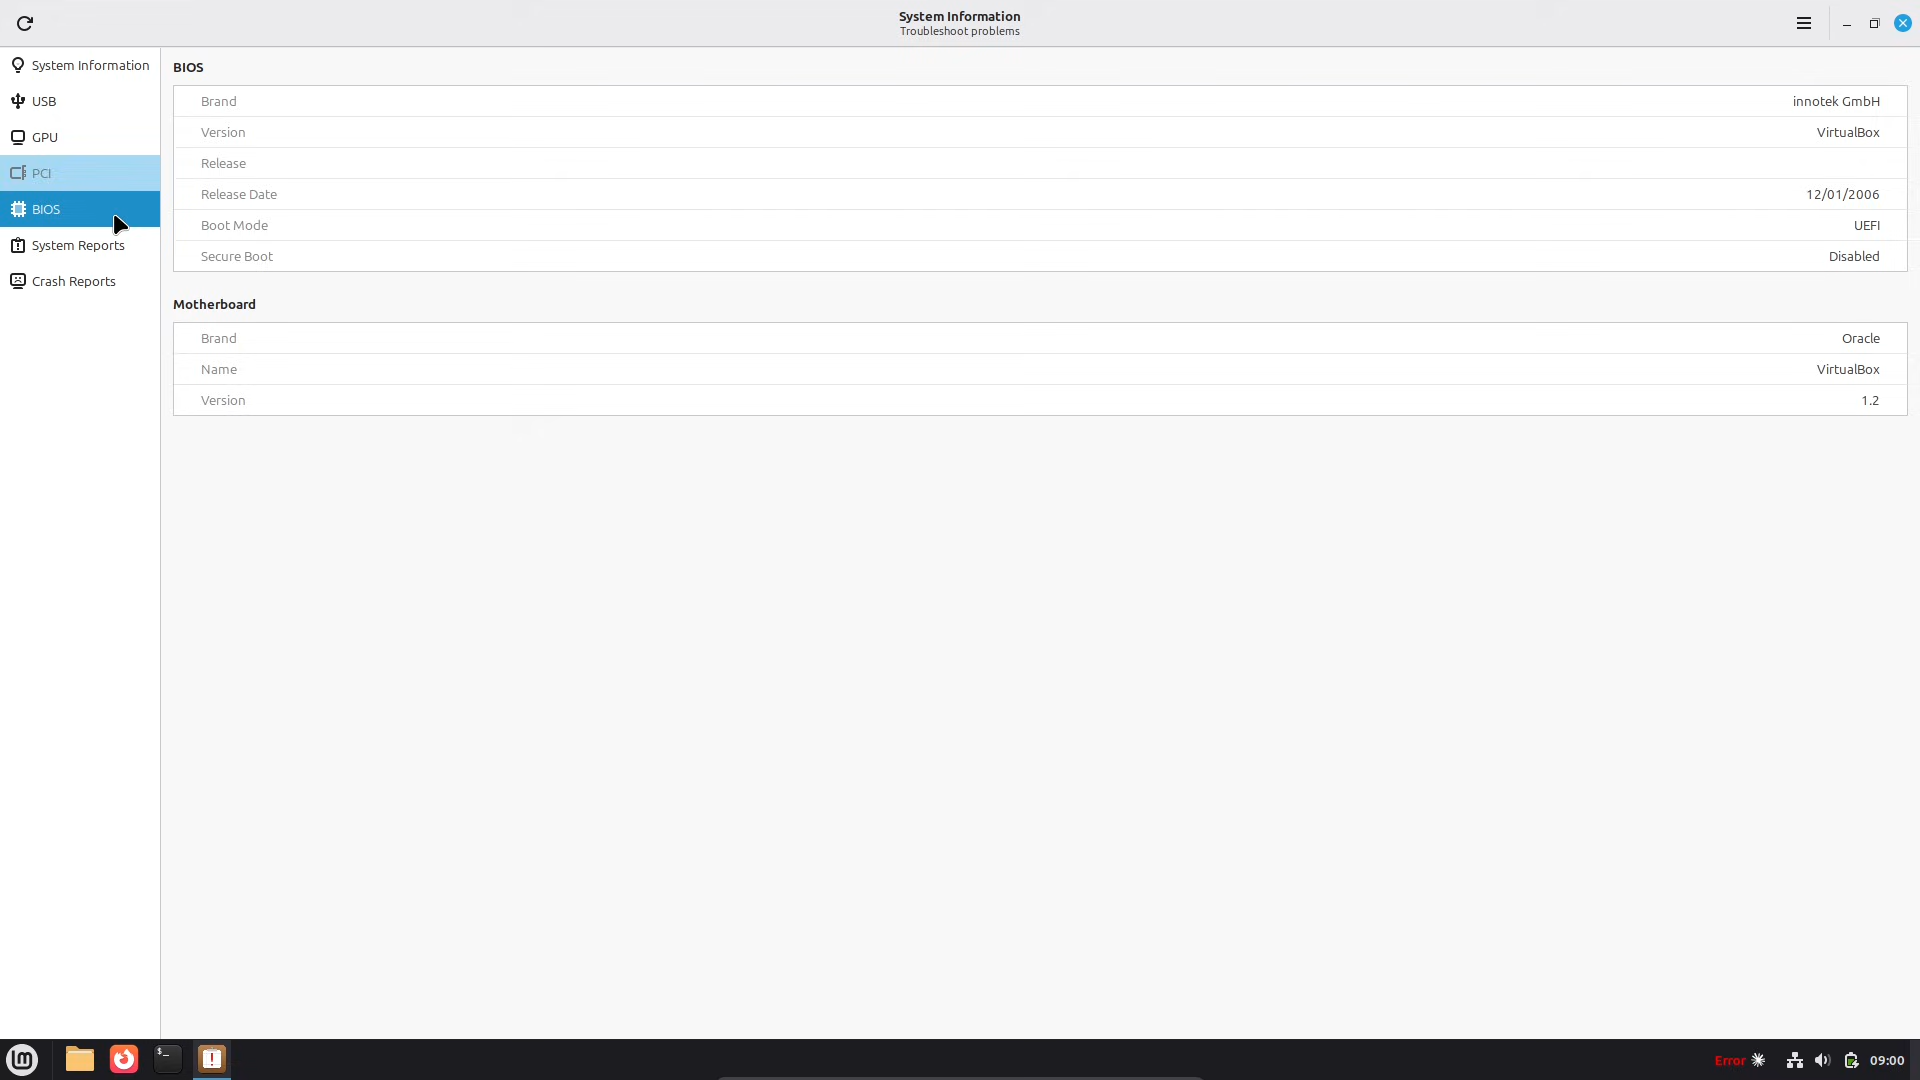 System Information
Troubleshoot problems
System Information
USB
GPU
PCI
BIOS
System Reports
Crash Reports
BIOS
Brand innotek GmbH
Version VirtualBox
Release
Release Date 12/01/2006
Boot Mode UEFI
Secure Boot Disabled
Motherboard
Brand Oracle
Name VirtualBox
Version 1.2
$_
lm
Error
09:00